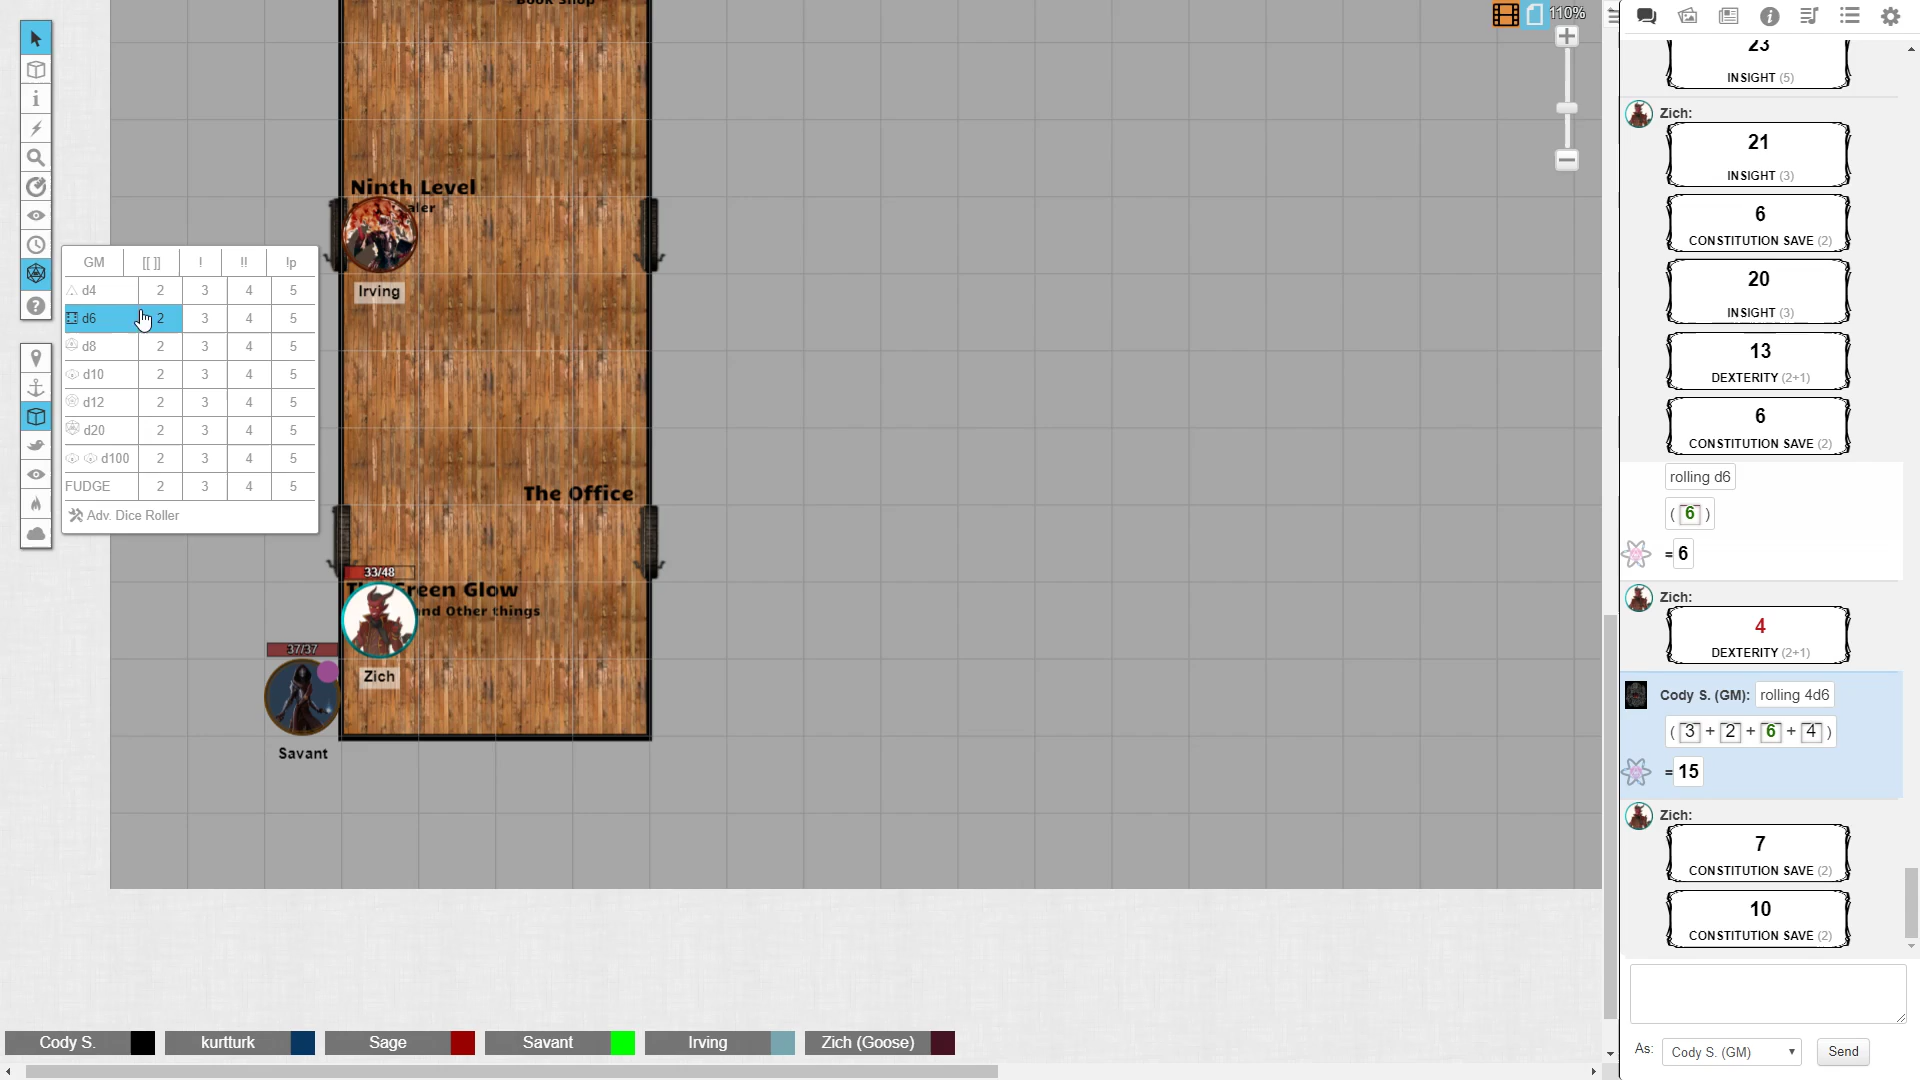 Book Shop
110%
Ninth Level
aler
Irving
The Office
33/48
Green Glow
and Other things
Zich
37/37
Savant
GM [[ ]] ! !! !p
d4 2 3 4 5
d6 2 3 4 5
d8 2 3 4 5
d10 2 3 4 5
d12 2 3 4 5
d20 2 3 4 5
d100 2 3 4 5
FUDGE 2 3 4 5
Adv. Dice Roller
23
INSIGHT (5)
Zich:
21
INSIGHT (3)
6
CONSTITUTION SAVE (2)
20
INSIGHT (3)
13
DEXTERITY (2+1)
6
CONSTITUTION SAVE (2)
rolling d6
( 6 )
=6
Zich:
4
DEXTERITY (2+1)
Cody S. (GM): rolling 4d6
( 3 + 2 + 6 + 4 )
=15
Zich:
7
CONSTITUTION SAVE (2)
10
CONSTITUTION SAVE (2)
As: Cody S. (GM) Send
Cody S. kurtturk Sage Savant Irving Zich (Goose)